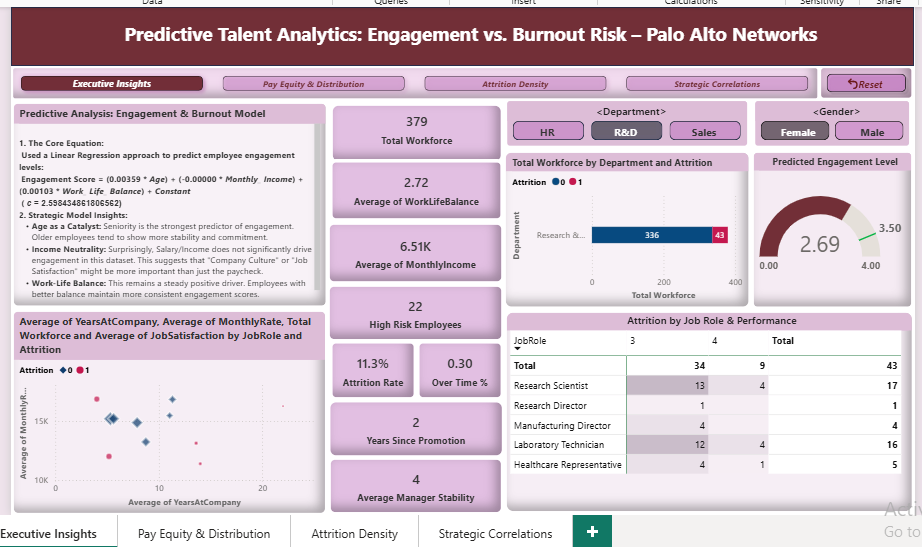 Data
Queries
Insert
Calculations
Sensitivity
Share
Predictive Talent Analytics: Engagement vs. Burnout Risk – Palo Alto Networks
Executive Insights
Pay Equity & Distribution
Attrition Density
Strategic Correlations
Reset
Predictive Analysis: Engagement & Burnout Model
1. The Core Equation:
Used a Linear Regression approach to predict employee engagement
levels:
Engagement Score = (0.00359 * Age) + (-0.00000 * Monthly_Income) +
(0.00103 * Work_Life_Balance) + Constant
( c = 2.598434861806562)
2. Strategic Model Insights:
• Age as a Catalyst: Seniority is the strongest predictor of engagement.
Older employees tend to show more stability and commitment.
• Income Neutrality: Surprisingly, Salary/Income does not significantly drive
engagement in this dataset. This suggests that "Company Culture" or "Job
Satisfaction" might be more important than just the paycheck.
• Work-Life Balance: This remains a steady positive driver. Employees with
better balance maintain more consistent engagement scores.
379
Total Workforce
2.72
Average of WorkLifeBalance
6.51K
Average of MonthlyIncome
22
High Risk Employees
11.3%
Attrition Rate
0.30
Over Time %
2
Years Since Promotion
4
Average Manager Stability
<Department>
HR
R&D
Sales
<Gender>
Female
Male
Total Workforce by Department and Attrition
Attrition 0 1
Department
Research &...
336
43
0
200
400
Total Workforce
Predicted Engagement Level
3.50
2.69
0.00
4.00
Average of YearsAtCompany, Average of MonthlyRate, Total
Workforce and Average of JobSatisfaction by JobRole and
Attrition
Attrition 0 1
Average of MonthlyR...
15K
10K
0
10
20
Average of YearsAtCompany
Attrition by Job Role & Performance
JobRole 3 4 Total
Total 34 9 43
Research Scientist 13 4 17
Research Director 1 1
Manufacturing Director 4 4
Laboratory Technician 12 4 16
Healthcare Representative 4 1 5
Go to
Executive Insights
Pay Equity & Distribution
Attrition Density
Strategic Correlations
+